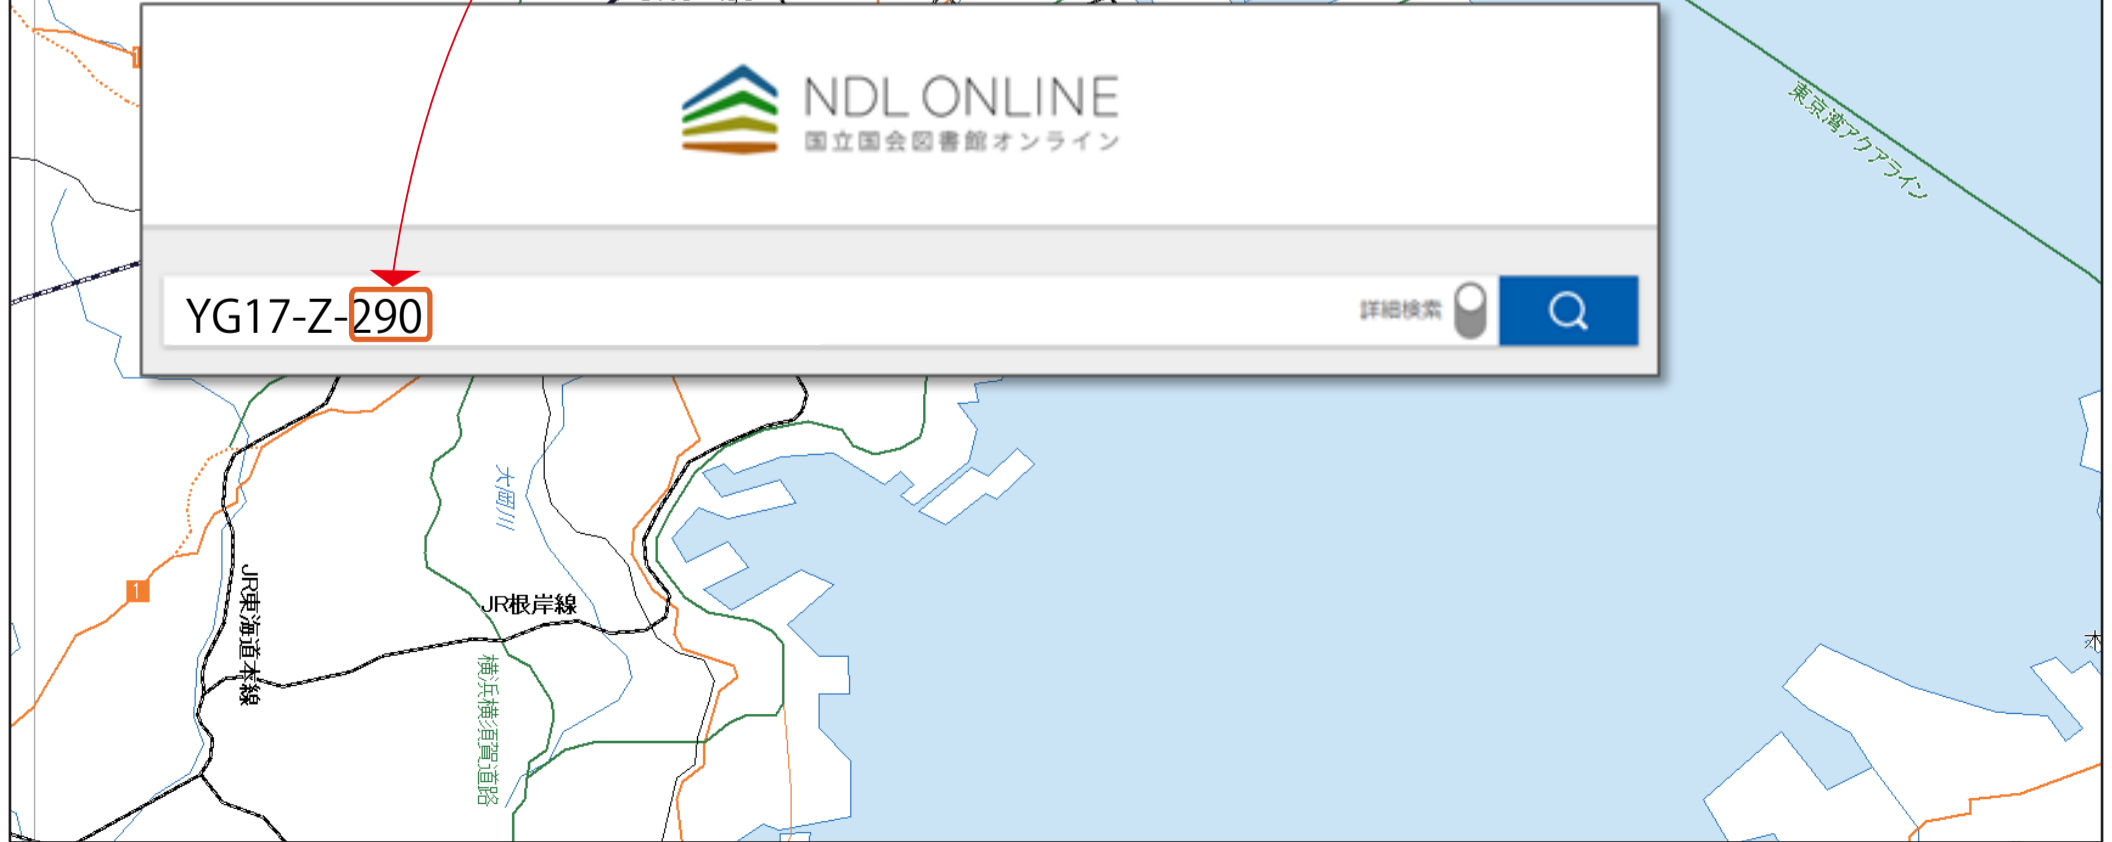 1
NDL ONLINE
国立国会図書館オンライン
東京湾アクアライン
YG17-Z-290
詳細検索
大岡川
1
JR東海道本線
JR根岸線
横浜横須賀道路
木